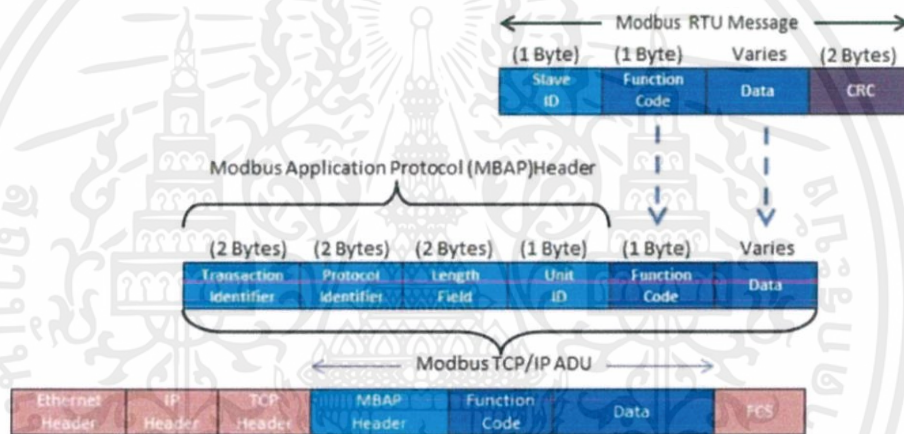 Modbus RTU Message
(1 Byte) (1 Byte) Varies (2 Bytes)
Slave ID Function Code Data CRC
Modbus Application Protocol (MBAP)Header
(2 Bytes) (2 Bytes) (2 Bytes) (1 Byte) (1 Byte) Varies
Transaction Identifier Protocol Identifier Length Field Unit ID Function Code Data
Modbus TCP/IP ADU
Ethernet Header IP Header TCP Header MBAP Header Function Code Data FCS